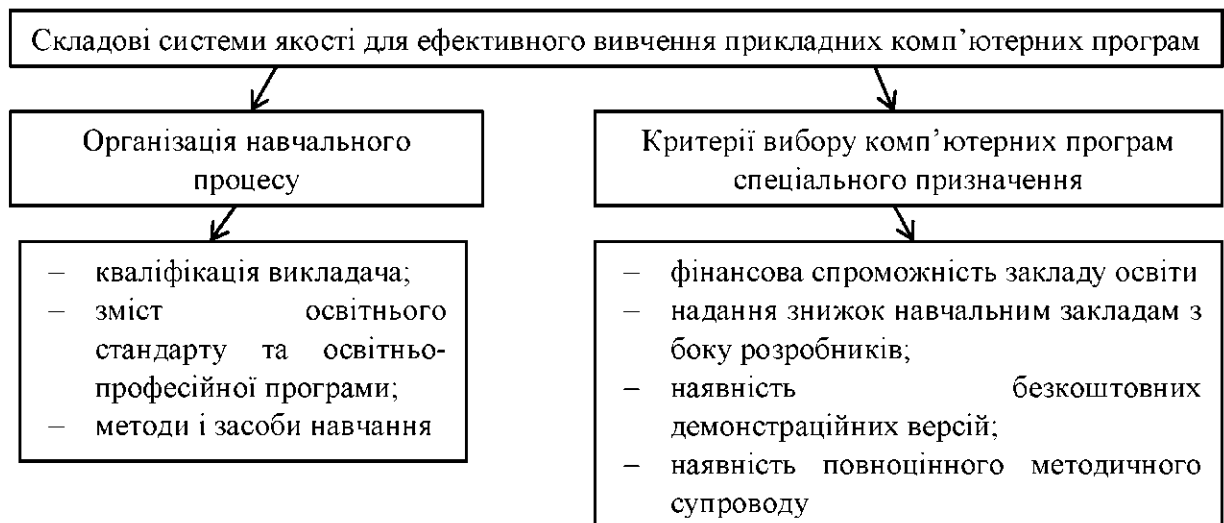 Складові системи якості для ефективного вивчення прикладних комп’ютерних програм
Організація навчального
процесу
Критерії вибору комп’ютерних програм
спеціального призначення
– кваліфікація викладача;
– зміст освітнього
стандарту та освітньо-
професійної програми;
– методи і засоби навчання
– фінансова спроможність закладу освіти
– надання знижок навчальним закладам з
боку розробників;
– наявність безкоштовних
демонстраційних версій;
– наявність повноцінного методичного
супроводу